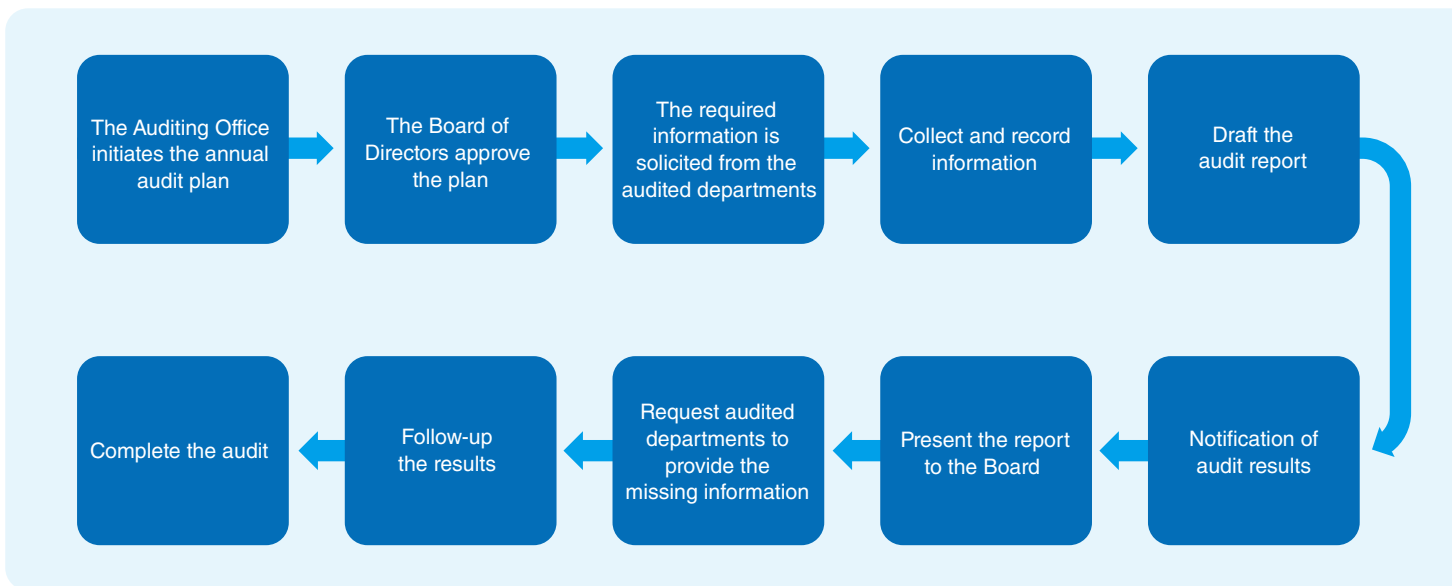 The Auditing Office
initiates the annual
audit plan
The Board of
Directors approve
the plan
The required
information is
solicited from the
audited departments
Collect and record
information
Draft the
audit report
Notification of
audit results
Present the report
to the Board
Request audited
departments to
provide the
missing information
Follow-up
the results
Complete the audit